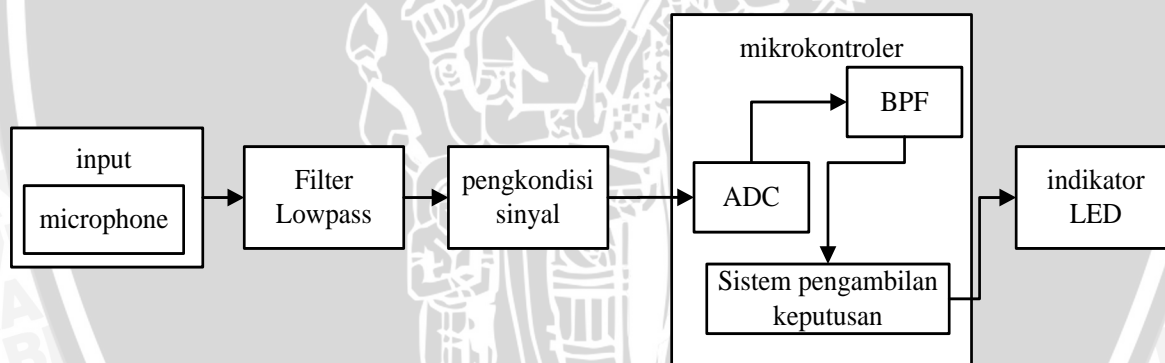 input
microphone
Filter
Lowpass
pengkondisi
sinyal
mikrokontroler
ADC
BPF
Sistem pengambilan
keputusan
indikator
LED